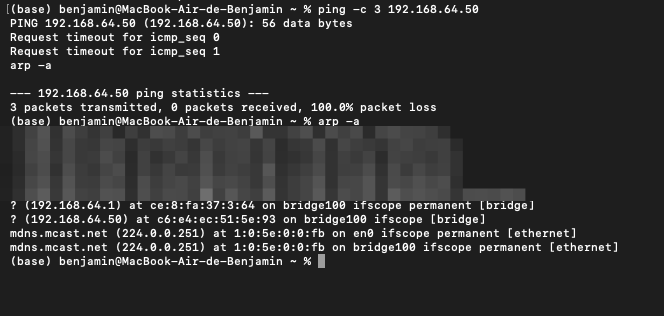 (base) benjamin@MacBook-Air-de-Benjamin ~ % ping -c 3 192.168.64.50
PING 192.168.64.50 (192.168.64.50): 56 data bytes
Request timeout for icmp_seq 0
Request timeout for icmp_seq 1
arp -a
--- 192.168.64.50 ping statistics ---
3 packets transmitted, 0 packets received, 100.0% packet loss
(base) benjamin@MacBook-Air-de-Benjamin ~ % arp -a
? (192.168.64.1) at ce:8:fa:37:3:64 on bridge100 ifscope permanent [bridge]
? (192.168.64.50) at c6:e4:ec:51:5e:93 on bridge100 ifscope [bridge]
mdns.mcast.net (224.0.0.251) at 1:0:5e:0:0:fb on en0 ifscope permanent [ethernet]
mdns.mcast.net (224.0.0.251) at 1:0:5e:0:0:fb on bridge100 ifscope permanent [ethernet]
(base) benjamin@MacBook-Air-de-Benjamin ~ %